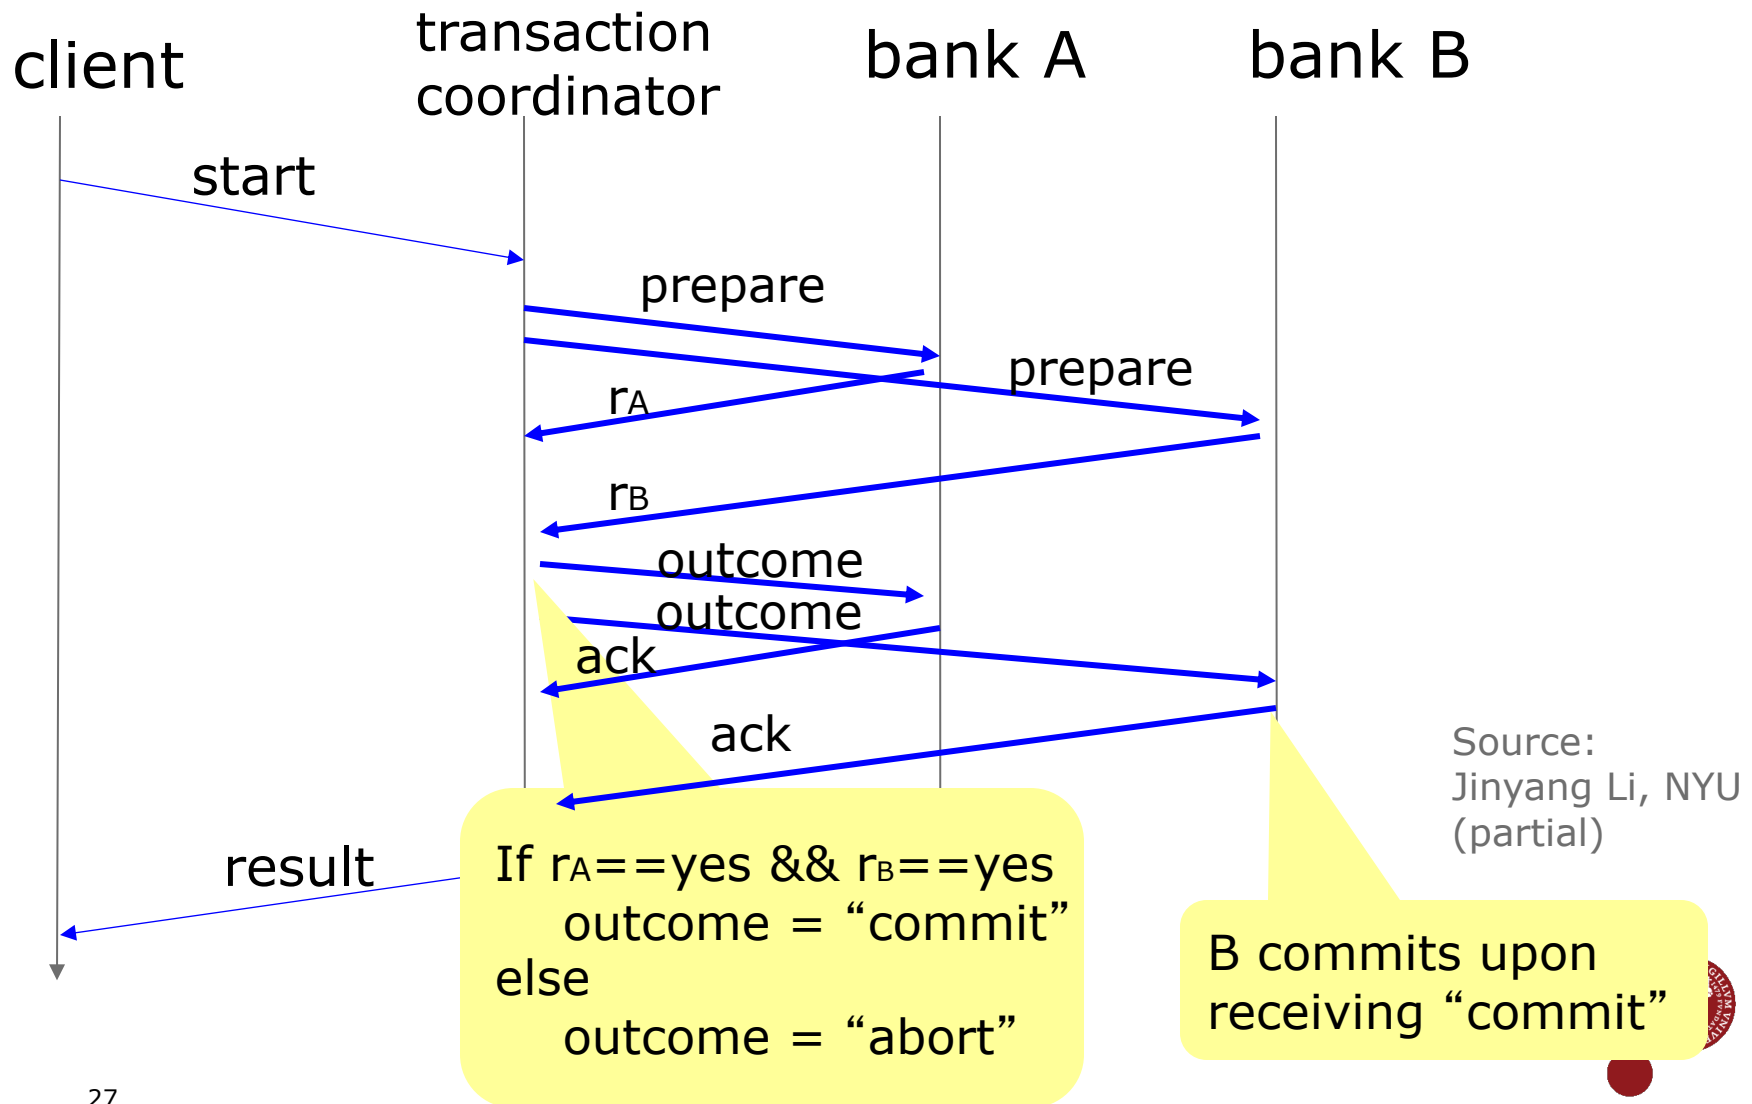 client
transaction
coordinator
bank A
bank B
start
prepare
prepare
rA
rB
outcome
outcome
ack
ack
Source:
Jinyang Li, NYU
(partial)
result
If rA==yes && rB==yes
outcome = “commit”
else
outcome = “abort”
B commits upon
receiving “commit”
27